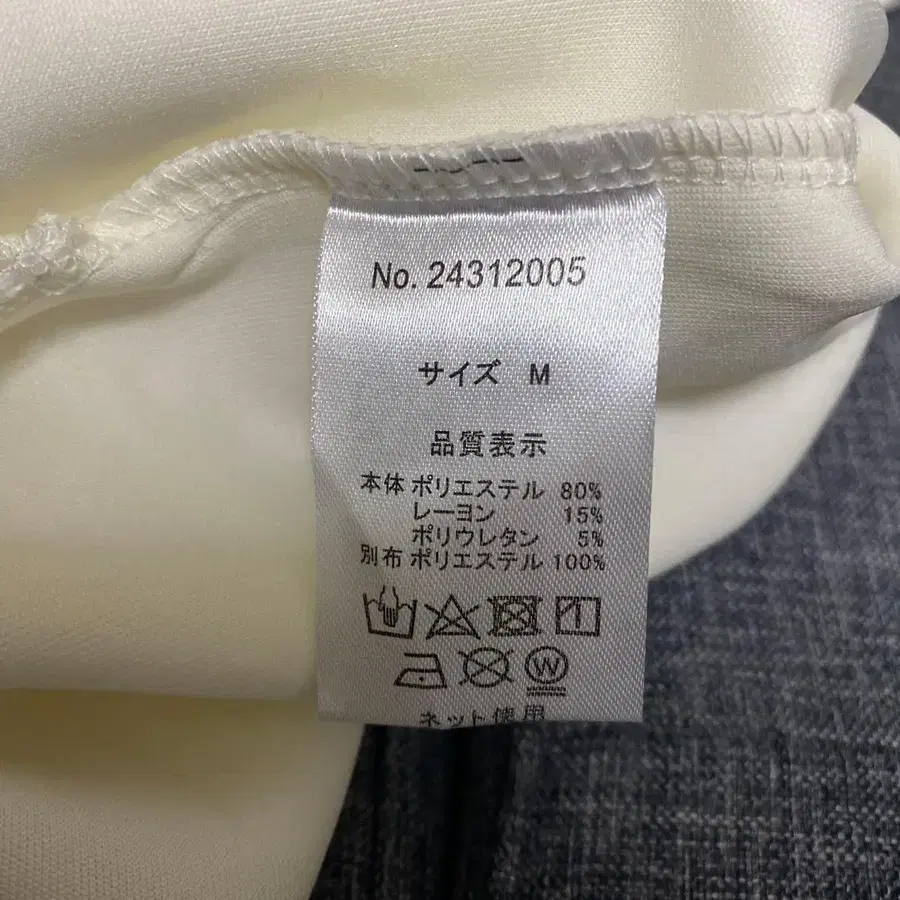 No. 24312005
サイズ M
品質表示
本体 ポリエステル 80%
レーヨン 15%
ポリウレタン 5%
別布 ポリエステル 100%
W
ネット使用